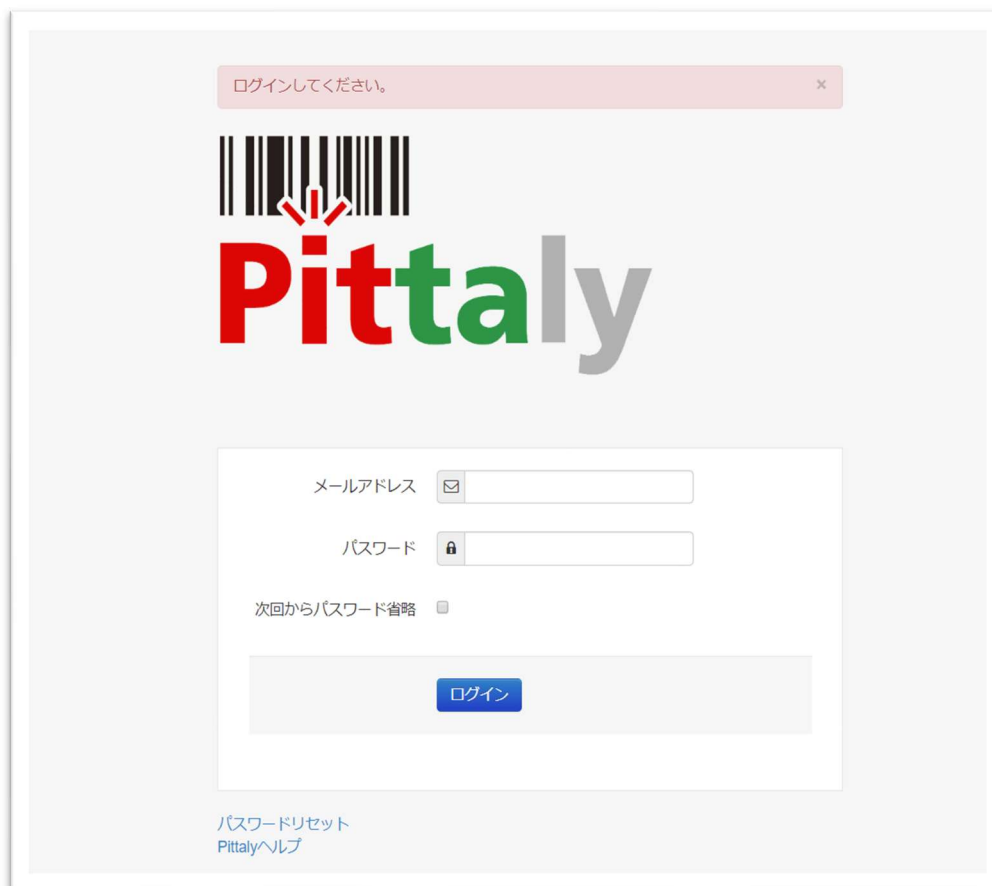 ログインしてください。 ×
Pittaly
メールアドレス
パスワード
次回からパスワード省略
ログイン
パスワードリセット
Pittalyヘルプ